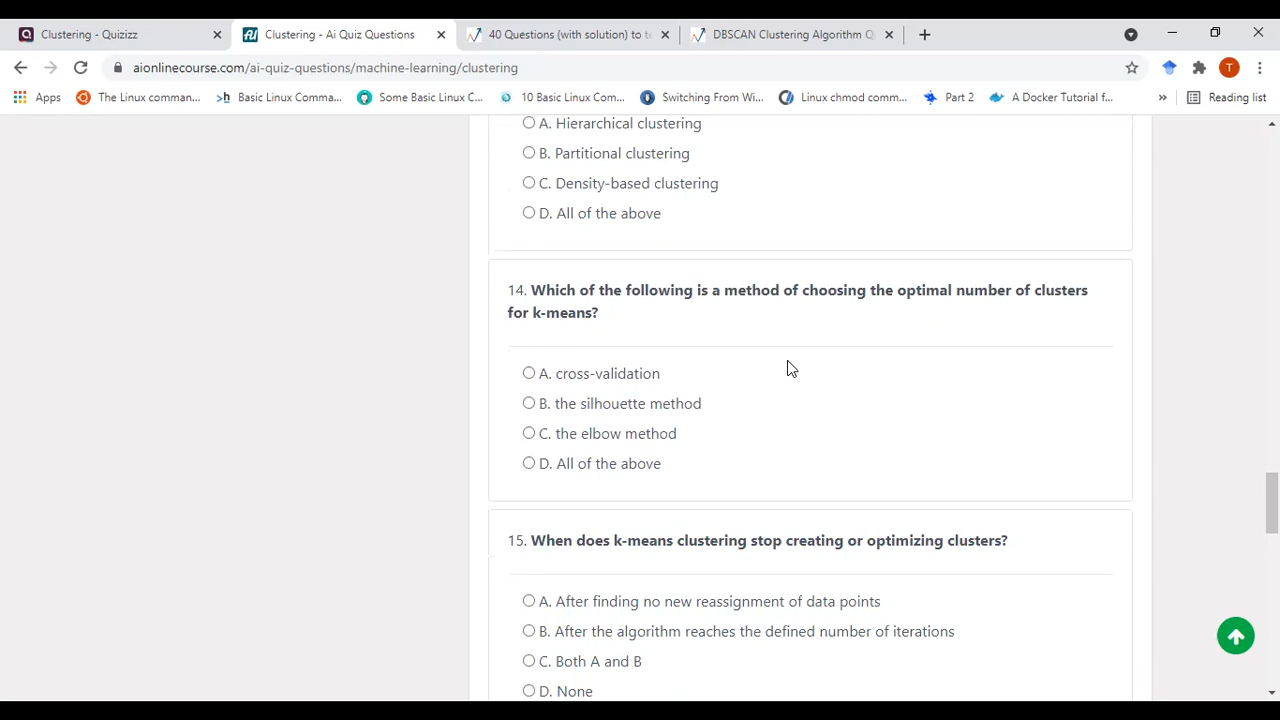 Clustering - Quizizz
Clustering - Ai Quiz Questions
40 Questions (with solution) to te
DBSCAN Clustering Algorithm Q
aionlinecourse.com/ai-quiz-questions/machine-learning/clustering
T
Apps
The Linux comman...
Basic Linux Comma...
Some Basic Linux C...
10 Basic Linux Com...
Switching From Wi...
Linux chmod comm...
Part 2
A Docker Tutorial f...
Reading list
A. Hierarchical clustering
B. Partitional clustering
C. Density-based clustering
D. All of the above
14. Which of the following is a method of choosing the optimal number of clusters
for k-means?
A. cross-validation
B. the silhouette method
C. the elbow method
D. All of the above
15. When does k-means clustering stop creating or optimizing clusters?
A. After finding no new reassignment of data points
B. After the algorithm reaches the defined number of iterations
C. Both A and B
D. None